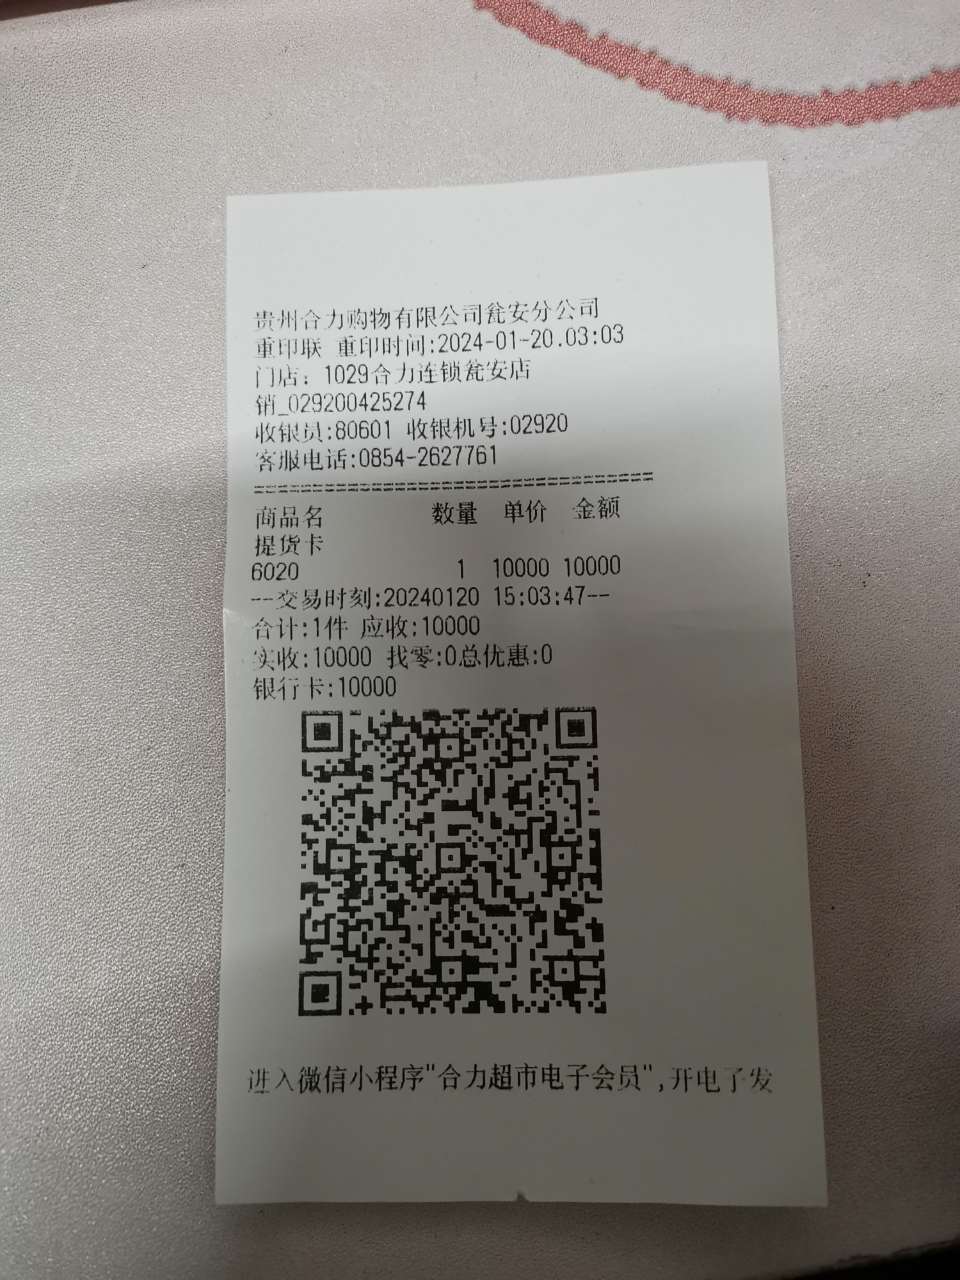 贵州合力购物有限公司瓮安分公司
重印联 重印时间:2024-01-20.03:03
门店：1029合力连锁瓮安店
销_029200425274
收银员:80601 收银机号:02920
客服电话:0854-2627761
==================================
商品名 数量 单价 金额
提货卡
6020 1 10000 10000
--交易时刻:20240120 15:03:47--
合计:1件 应收:10000
实收:10000 找零:0总优惠:0
银行卡:10000
进入微信小程序"合力超市电子会员",开电子发